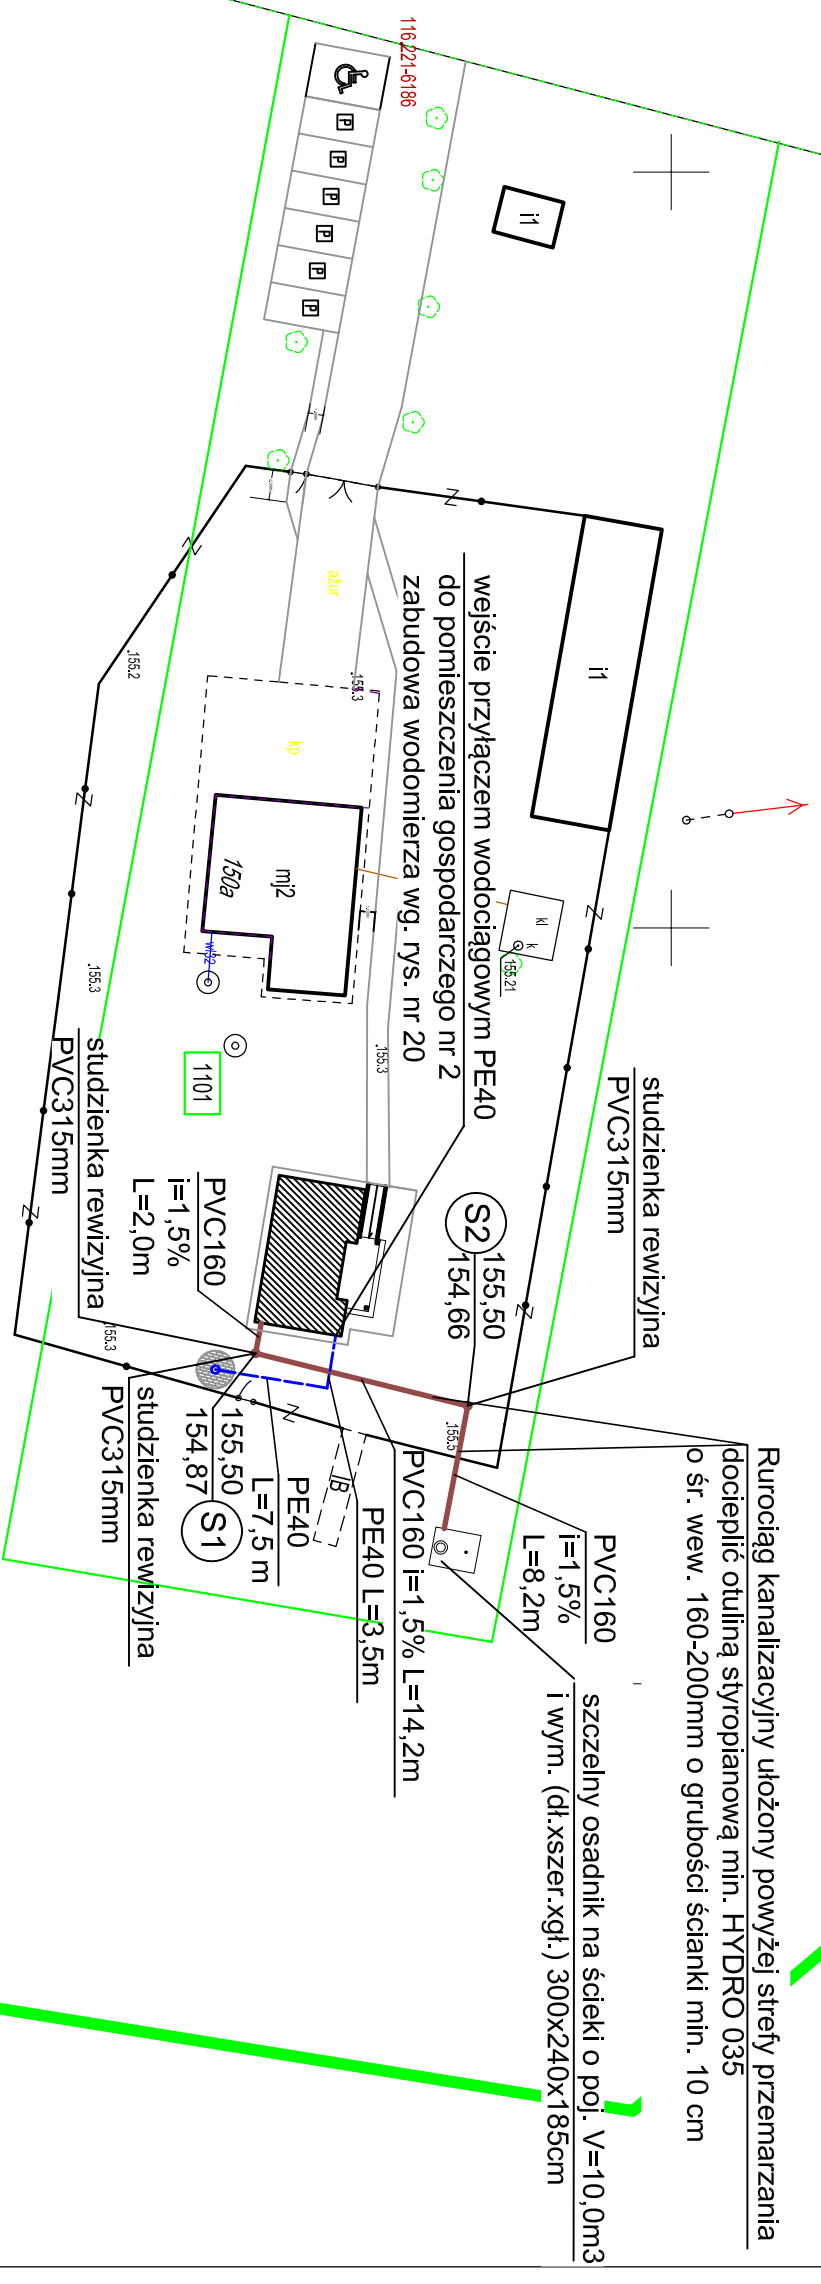 Rurociąg kanalizacyjny ułożony powyżej strefy przemarzania
docieplić otuliną styropianową min. HYDRO 035
o śr. wew. 160-200mm o grubości ścianki min. 10 cm
studzienka rewizyjna
PVC315mm
szczelny osadnik na ścieki o poj. V=10,0m3
i wym. (dł.xszer.xgł.) 300x240x185cm
PVC160
i=1,5%
L=8,2m
wejście przyłączem wodociągowym PE40
do pomieszczenia gospodarczego nr 2
zabudowa wodomierza wg. rys. nr 20
S2
155,50
154,66
PVC160 i=1,5% L=14,2m
PE40 L=3,5m
PE40
L=7,5 m
155,50
154,87
S1
studzienka rewizyjna
PVC315mm
PVC160
i=1,5%
L=2,0m
studzienka rewizyjna
PVC315mm
116.221-6186
P
P
P
P
P
P
i1
i1
ażur
kp
mj2
150a
wł32
1101
kl
k
155.21
.155.2
.155.3
.155.3
.155.3
.155.3
.155.5
IB